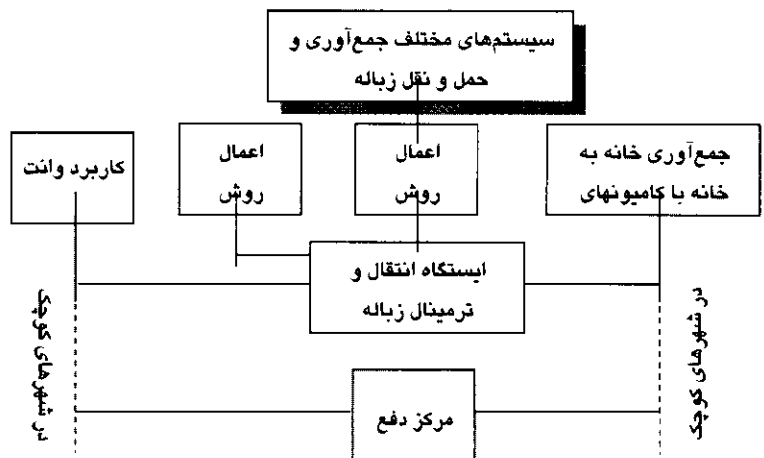 سیستم‌های مختلف جمع‌آوری و
حمل و نقل زباله
جمع‌آوری خانه به
خانه با کامیونهای
اعمال
روش
اعمال
روش
کاربرد وانت
ایستگاه انتقال و
ترمینال زباله
در شهرهای کوچک
در شهرهای کوچک
مرکز دفع